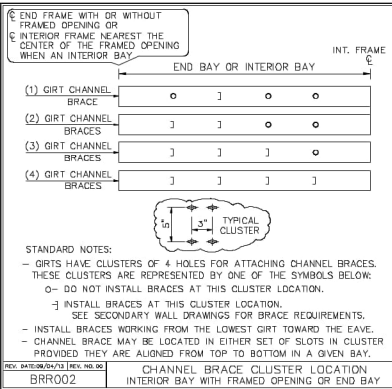 ℄ END FRAME WITH OR WITHOUT
FRAMED OPENING OR
℄ INTERIOR FRAME NEAREST THE
CENTER OF THE FRAMED OPENING
WHEN AN INTERIOR BAY
INT. FRAME
℄
END BAY OR INTERIOR BAY
(1) GIRT CHANNEL
BRACE
(2) GIRT CHANNEL
BRACES
(3) GIRT CHANNEL
BRACES
(4) GIRT CHANNEL
BRACES
5"
3"
TYPICAL
CLUSTER
STANDARD NOTES:
- GIRTS HAVE CLUSTERS OF 4 HOLES FOR ATTACHING CHANNEL BRACES.
THESE CLUSTERS ARE REPRESENTED BY ONE OF THE SYMBOLS BELOW:
O- DO NOT INSTALL BRACES AT THIS CLUSTER LOCATION.
]- INSTALL BRACES AT THIS CLUSTER LOCATION.
SEE SECONDARY WALL DRAWINGS FOR BRACE REQUIREMENTS.
- INSTALL BRACES WORKING FROM THE LOWEST GIRT TOWARD THE EAVE.
- CHANNEL BRACE MAY BE LOCATED IN EITHER SET OF SLOTS IN CLUSTER
PROVIDED THEY ARE ALIGNED FROM TOP TO BOTTOM IN A GIVEN BAY.
REV. DATE:09/04/13 REV. NO. 00
BRR002
CHANNEL BRACE CLUSTER LOCATION
INTERIOR BAY WITH FRAMED OPENING OR END BAY